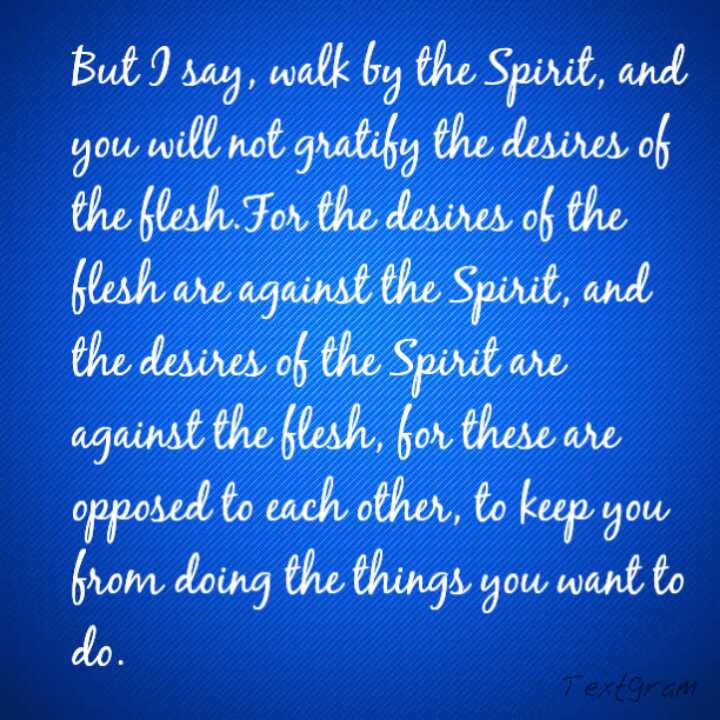 But I say, walk by the Spirit, and
you will not gratify the desires of
the flesh.For the desires of the
flesh are against the Spirit, and
the desires of the Spirit are
against the flesh, for these are
opposed to each other, to keep you
from doing the things you want to
do.
Textgram